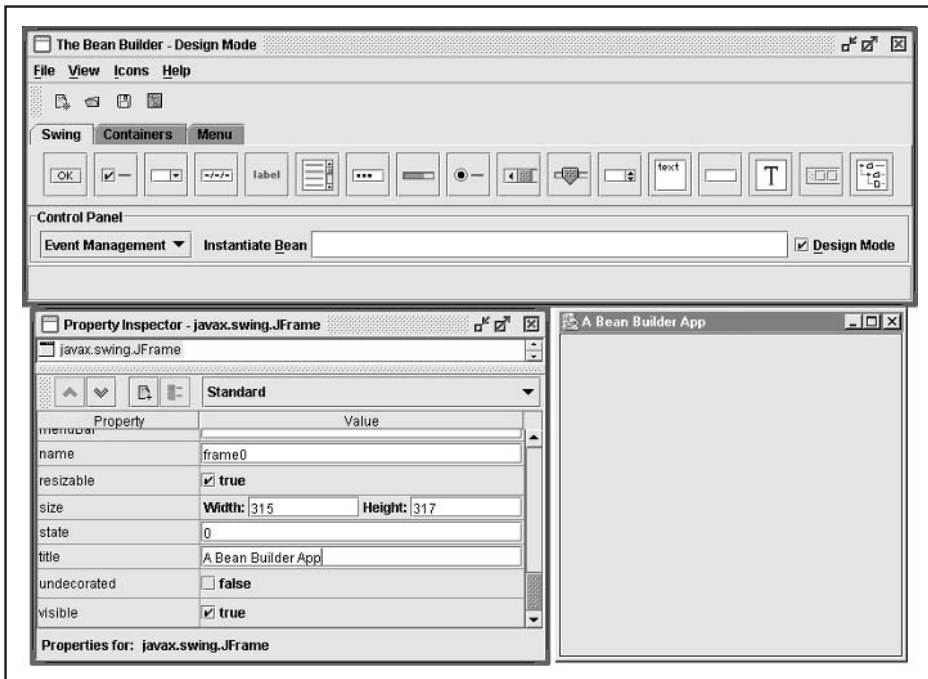 The Bean Builder - Design Mode
File View Icons Help
Swing Containers Menu
OK -/-/- label text T
Control Panel
Event Management Instantiate Bean Design Mode
Property Inspector - javax.swing.JFrame
javax.swing.JFrame
Standard
Property Value
menuBar
name frame0
resizable true
size Width: 315 Height: 317
state 0
title A Bean Builder App
undecorated false
visible true
Properties for: javax.swing.JFrame
A Bean Builder App